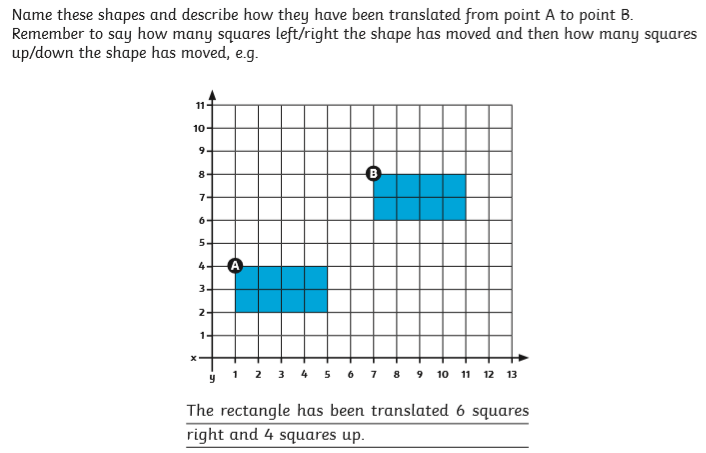 Name these shapes and describe how they have been translated from point A to point B.
Remember to say how many squares left/right the shape has moved and then how many squares
up/down the shape has moved, e.g.
11
10
9
8
B
7
6
5
4
A
3
2
1
x
y 1 2 3 4 5 6 7 8 9 10 11 12 13
The rectangle has been translated 6 squares
right and 4 squares up.